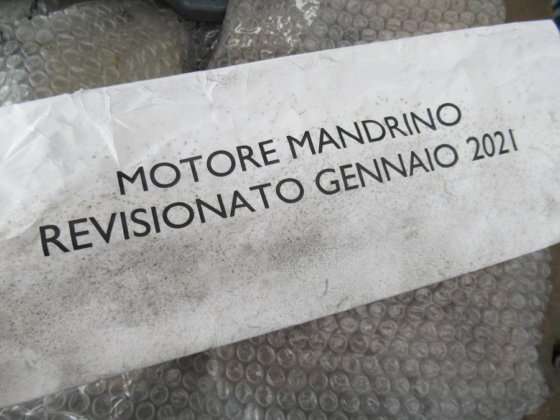 MOTORE MANDRINO
REVISIONATO GENNAIO 2021